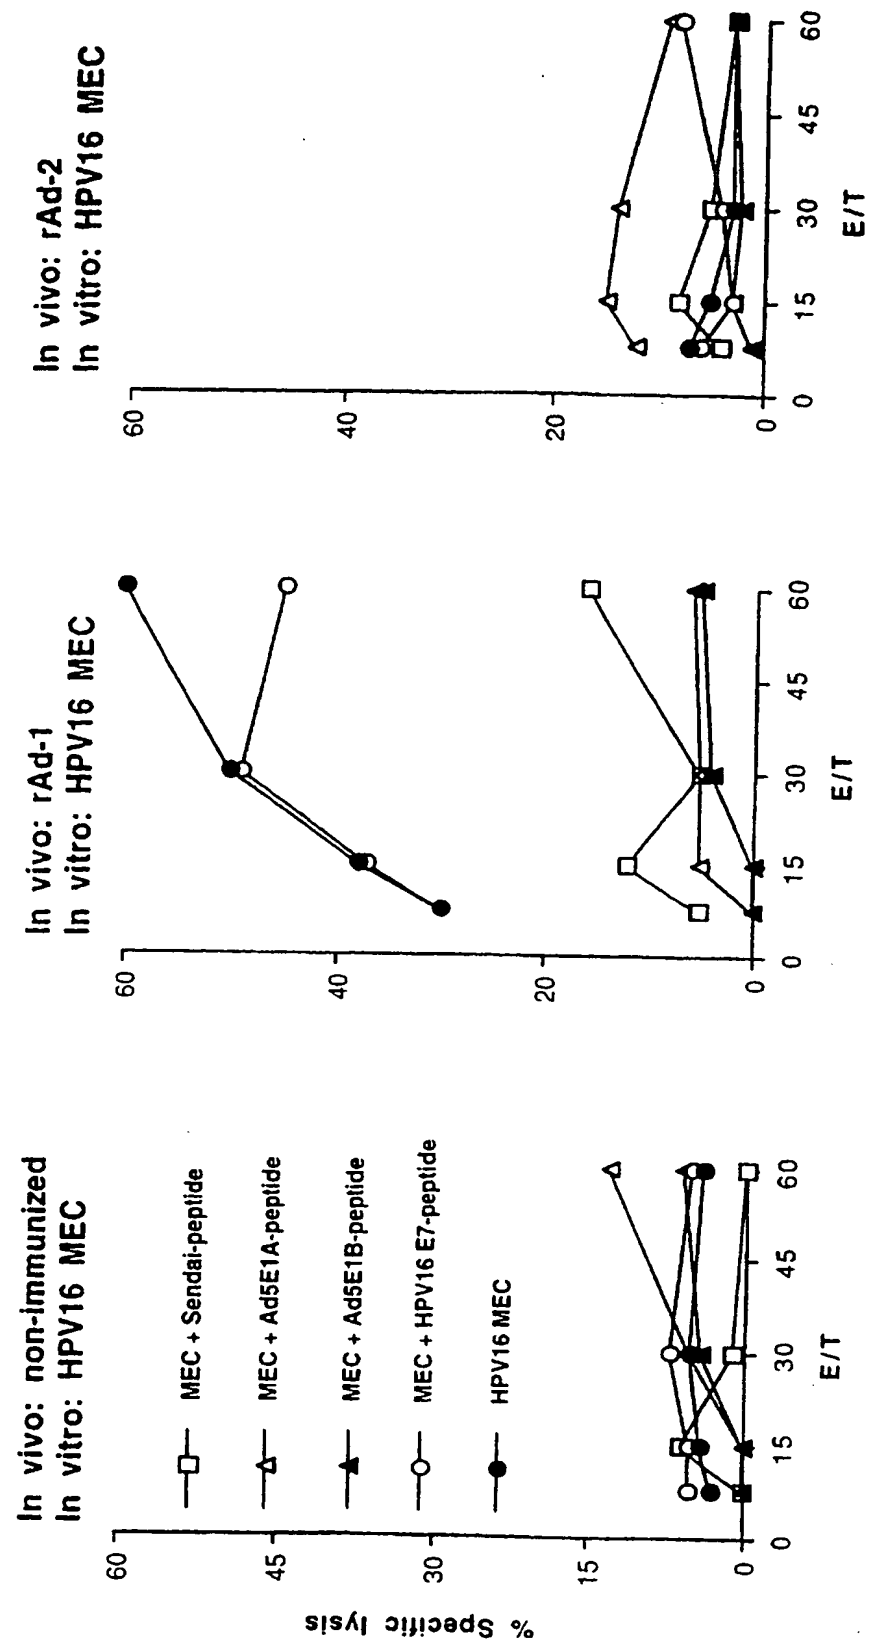 In vivo: non-immunized
In vitro: HPV16 MEC
% Specific lysis
60
45
30
15
0
MEC + Sendai-peptide
MEC + Ad5E1A-peptide
MEC + Ad5E1B-peptide
MEC + HPV16 E7-peptide
HPV16 MEC
0
15
30
45
60
E/T
In vivo: rAd-1
In vitro: HPV16 MEC
60
40
20
0
0
15
30
45
60
E/T
In vivo: rAd-2
In vitro: HPV16 MEC
60
40
20
0
0
15
30
45
60
E/T